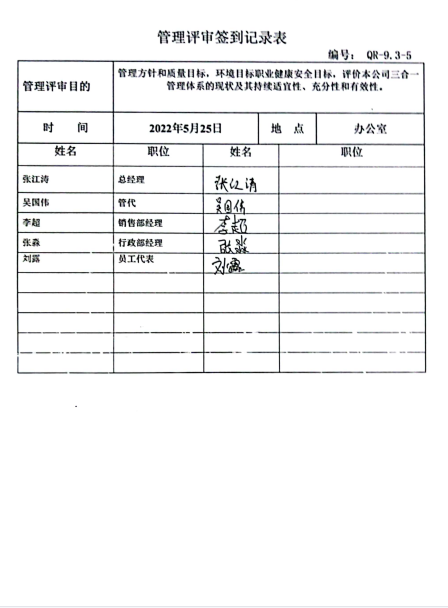 管理评审签到记录表
编号： QR-9.3-5
管理评审目的
管理方针和质量目标，环境目标职业健康安全目标，评价本公司三合一
管理体系的现状及其持续适宜性、充分性和有效性。
时 间 2022年5月25日 地 点 办公室
姓名 职位 姓名 职位
张江涛 总经理 张江涛
吴国伟 管代 吴国伟
李超 销售部经理 李超
张淼 行政部经理 张淼
刘露 员工代表 刘露